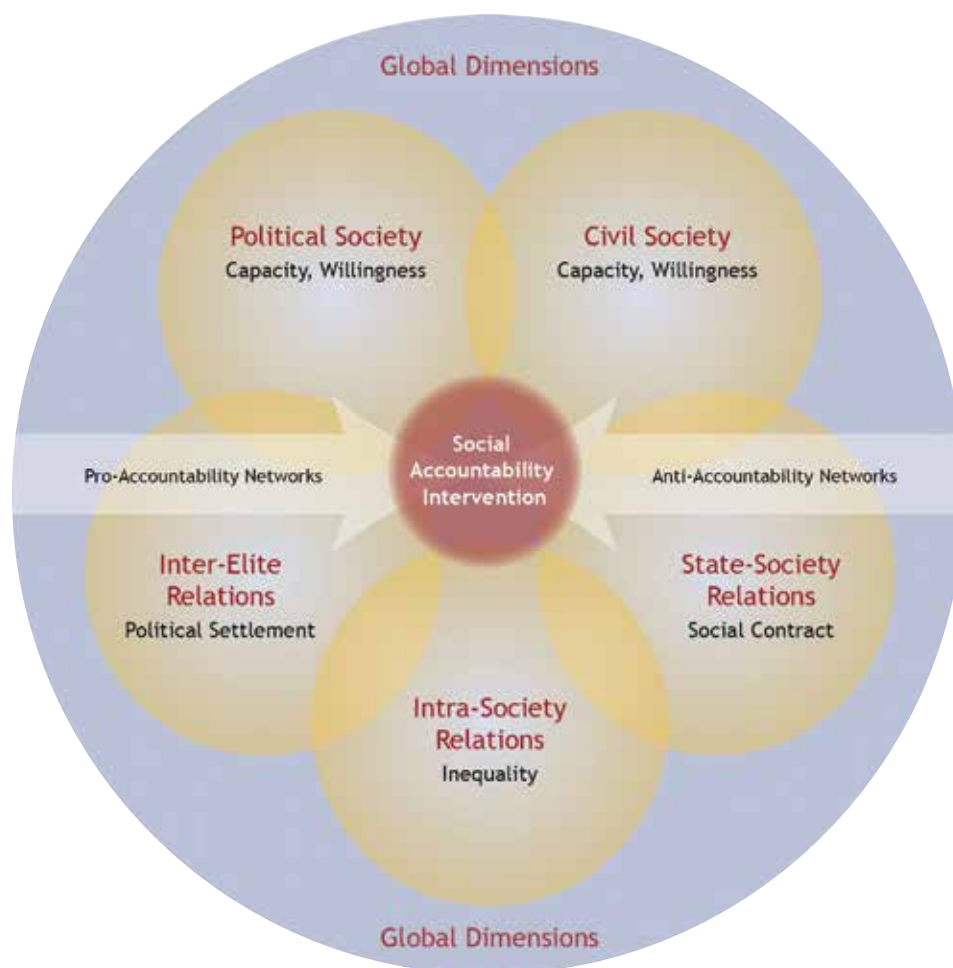 Global Dimensions
Political Society
Capacity, Willingness
Civil Society
Capacity, Willingness
Social
Accountability
Intervention
Pro-Accountability Networks
Anti-Accountability Networks
Inter-Elite
Relations
Political Settlement
State-Society
Relations
Social Contract
Intra-Society
Relations
Inequality
Global Dimensions